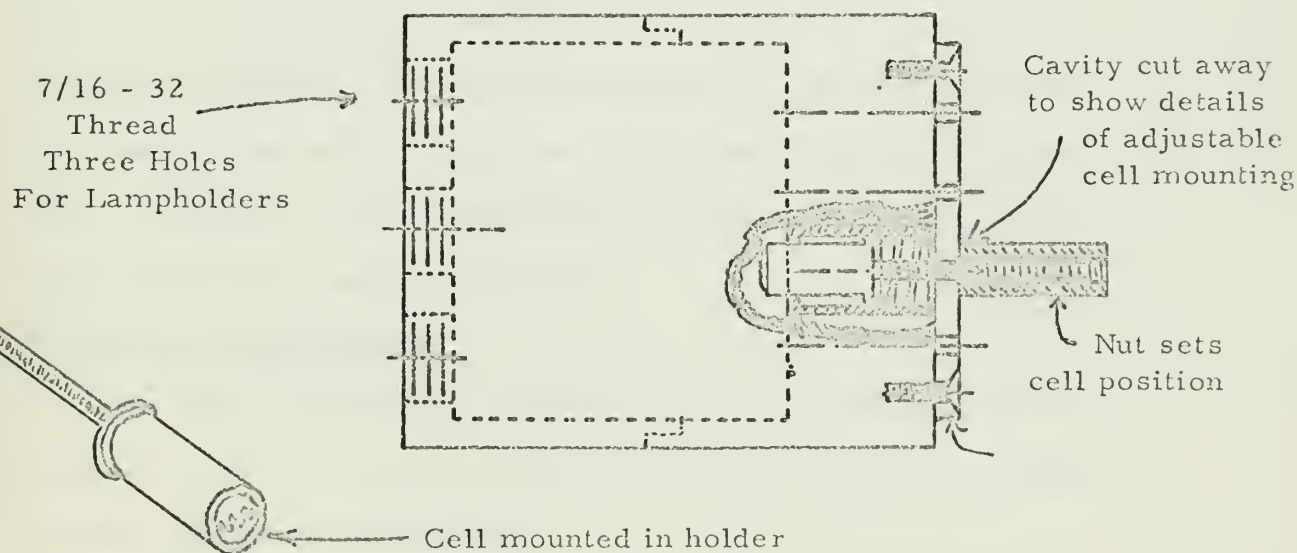 7/16 - 32
Thread
Three Holes
For Lampholders
Cavity cut away
to show details
of adjustable
cell mounting
Nut sets
cell position
Cell mounted in holder